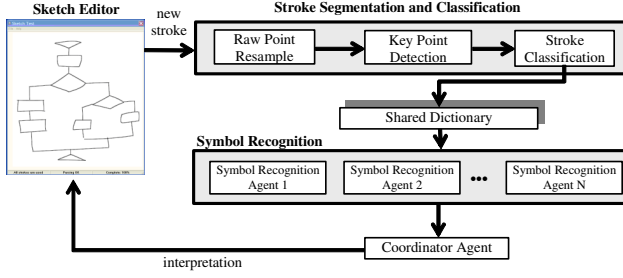 Sketch Editor
new
stroke
Stroke Segmentation and Classification
Raw Point
Resample
Key Point
Detection
Stroke
Classification
Shared Dictionary
Symbol Recognition
Symbol Recognition
Agent 1
Symbol Recognition
Agent 2
•••
Symbol Recognition
Agent N
Coordinator Agent
interpretation